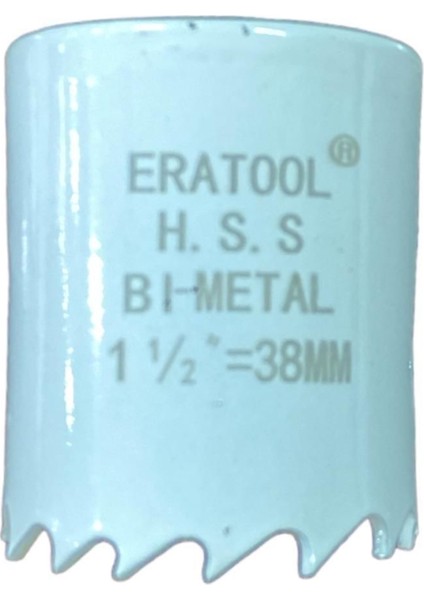 ERATOOL®
H.S.S
BI-METAL
1 ½"=38MM